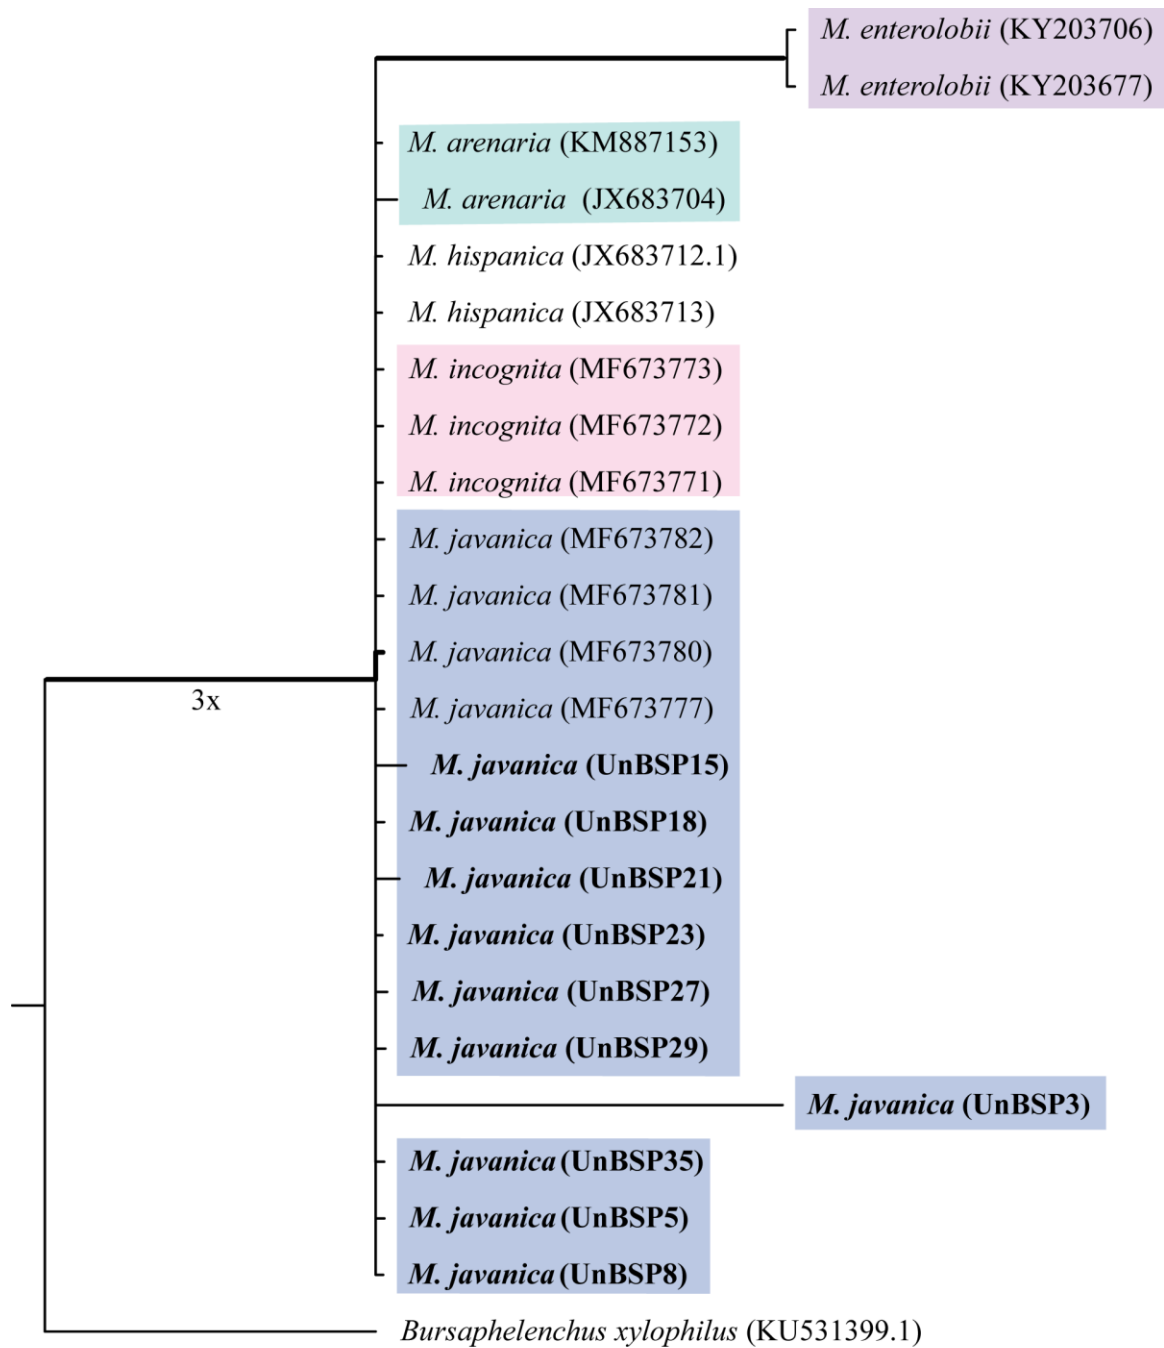 M. enterolobii (KY203706)
M. enterolobii (KY203677)
M. arenaria (KM887153)
M. arenaria (JX683704)
M. hispanica (JX683712.1)
M. hispanica (JX683713)
M. incognita (MF673773)
M. incognita (MF673772)
M. incognita (MF673771)
M. javanica (MF673782)
M. javanica (MF673781)
M. javanica (MF673780)
3x
M. javanica (MF673777)
M. javanica (UnBSP15)
M. javanica (UnBSP18)
M. javanica (UnBSP21)
M. javanica (UnBSP23)
M. javanica (UnBSP27)
M. javanica (UnBSP29)
M. javanica (UnBSP3)
M. javanica (UnBSP35)
M. javanica (UnBSP5)
M. javanica (UnBSP8)
Bursaphelenchus xylophilus (KU531399.1)